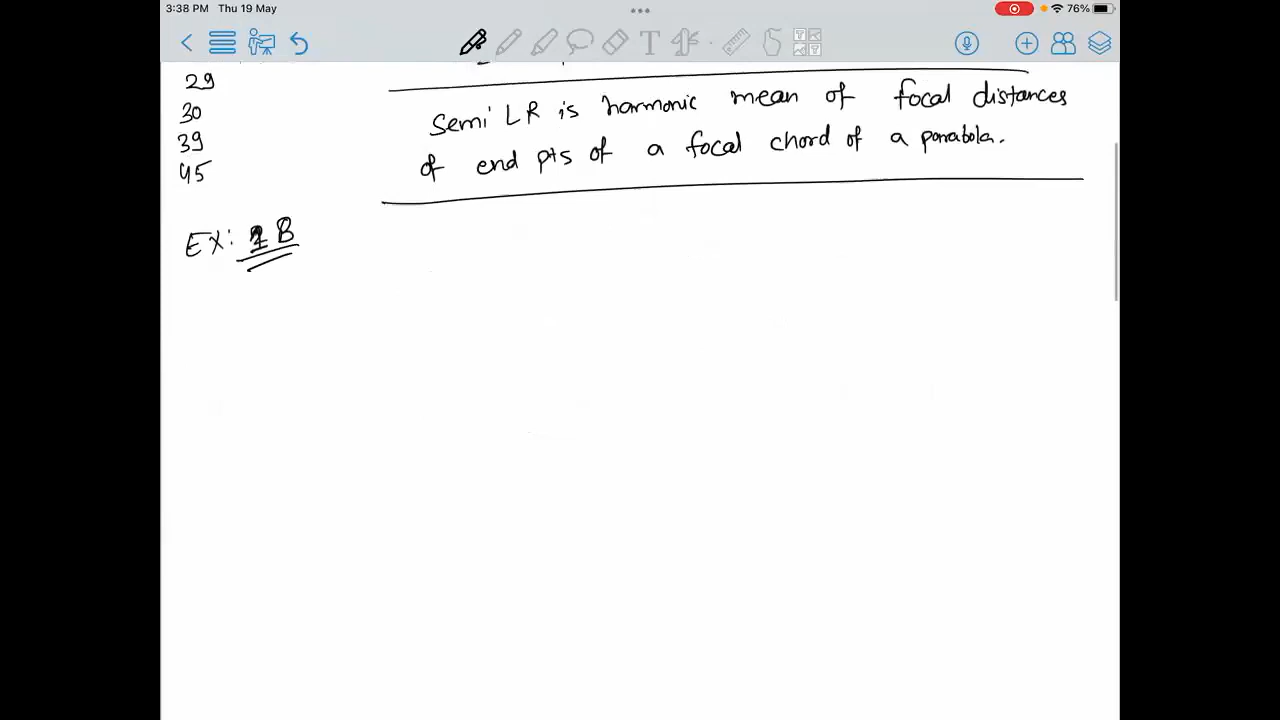 3:38 PM Thu 19 May
76%
T
29
30
39
45
Semi LR is harmonic mean of focal distances
of end pts of a focal chord of a parabola.
EX: 2B